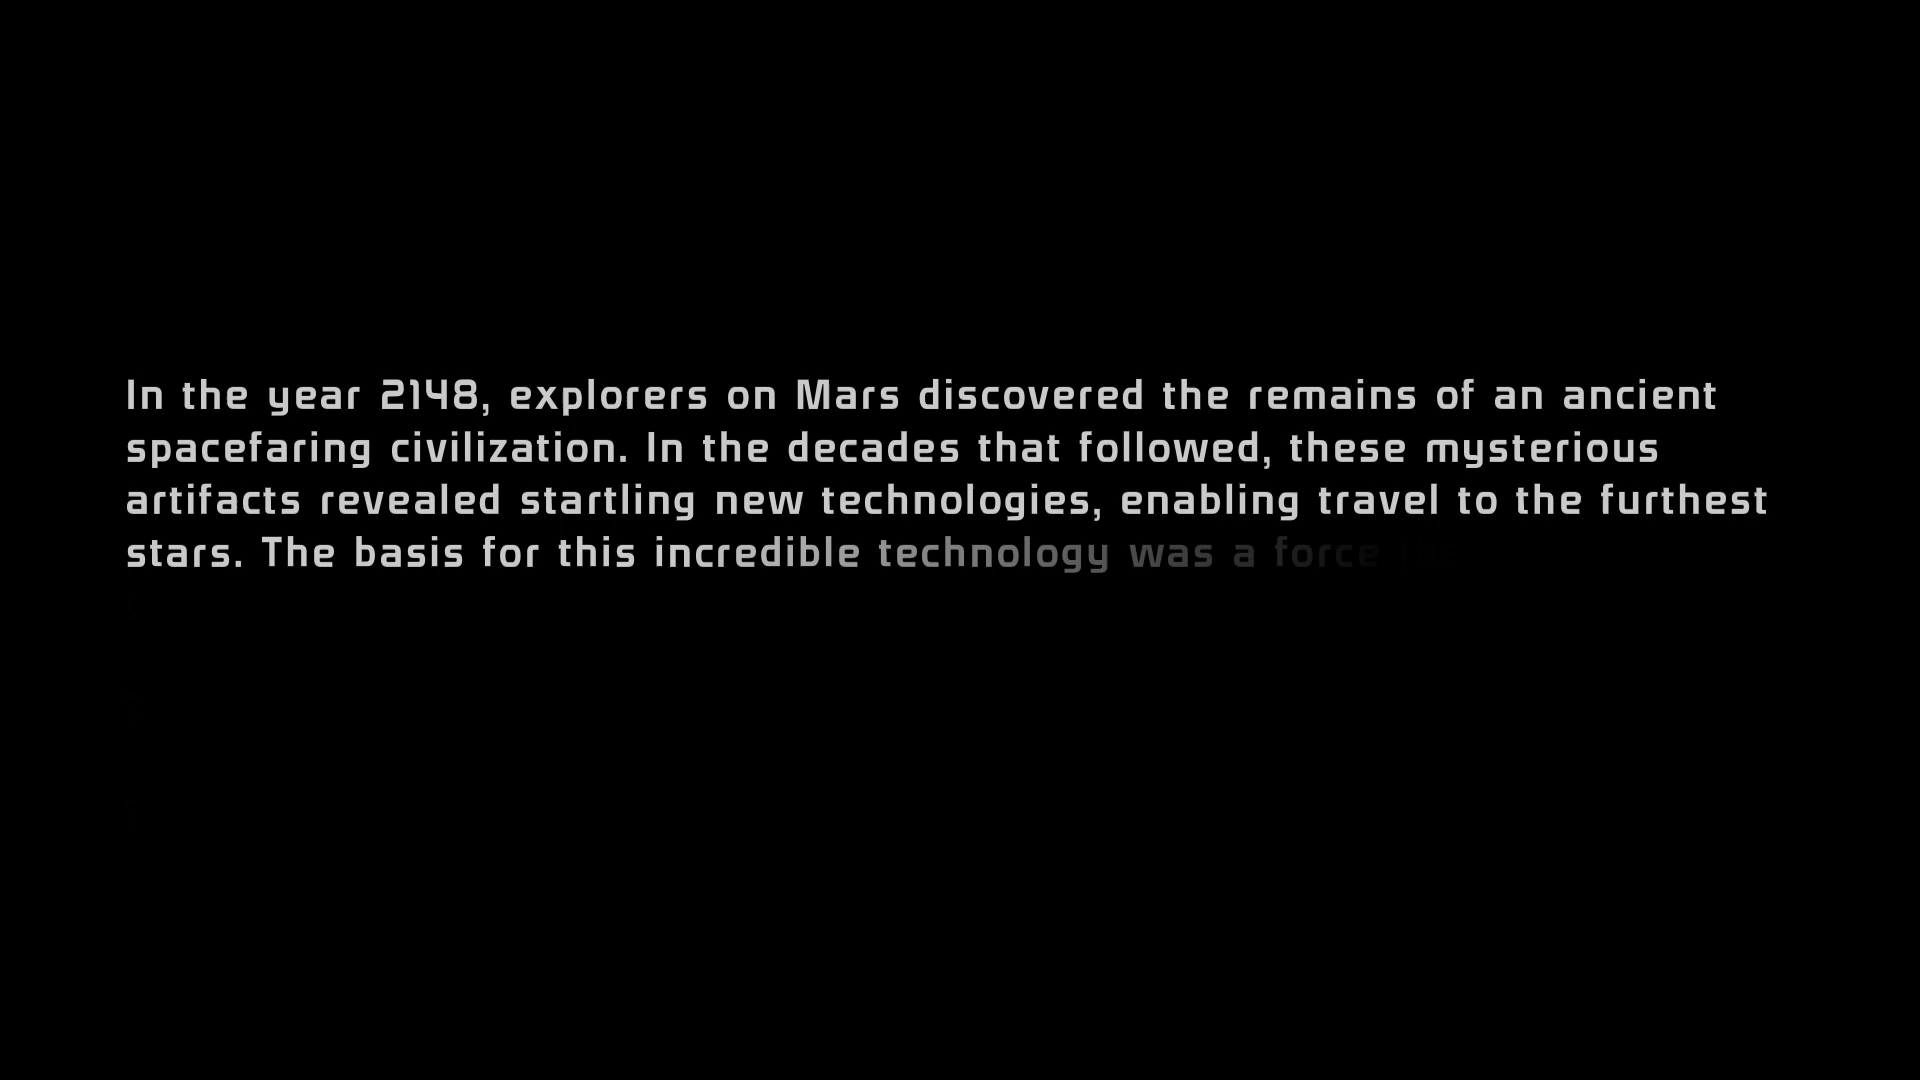 In the year 2148, explorers on Mars discovered the remains of an ancient
spacefaring civilization. In the decades that followed, these mysterious
artifacts revealed startling new technologies, enabling travel to the furthest
stars. The basis for this incredible technology was a force